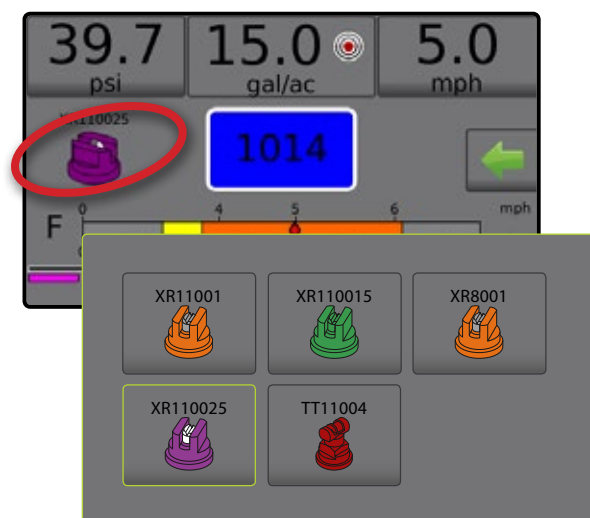 39.7 15.0 5.0
psi gal/ac mph
XR110025
1014
0 4 5 6 mph
F
XR11001 XR110015 XR8001
XR110025 TT11004